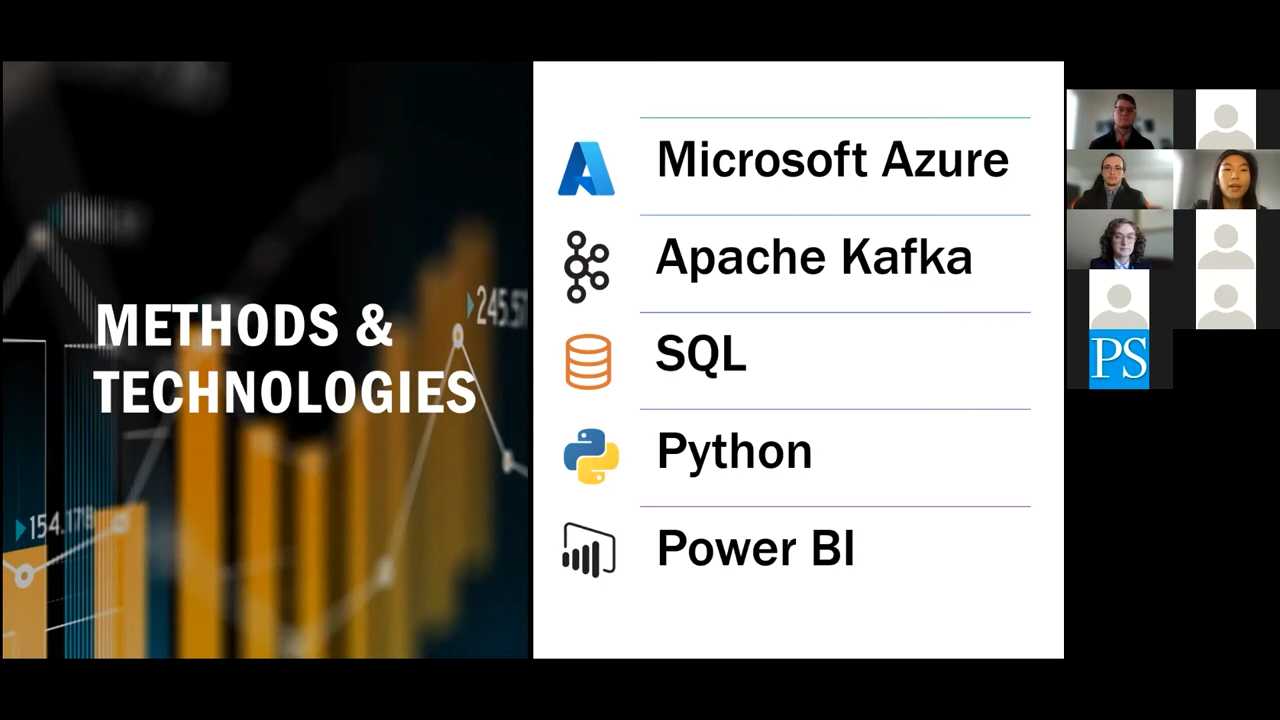 METHODS &
TECHNOLOGIES
154.178
245.57
Microsoft Azure
Apache Kafka
SQL
Python
Power BI
PS